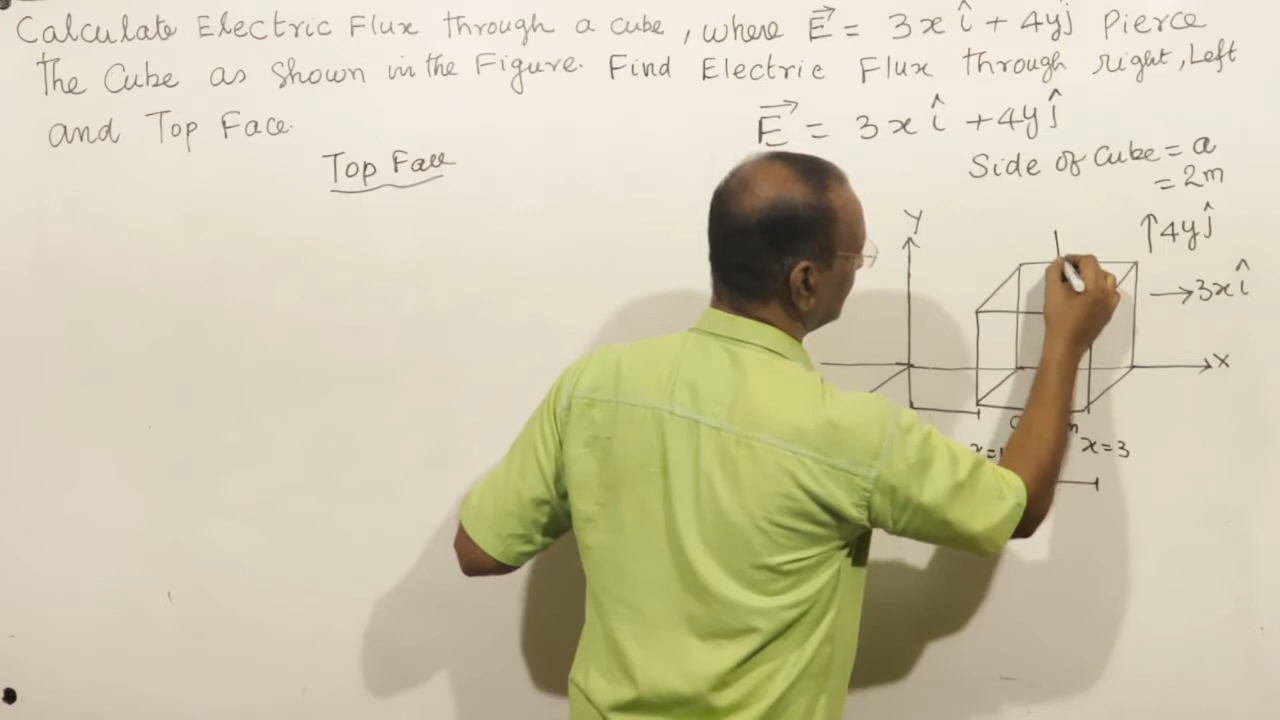 Calculate Electric Flux through a cube, where E⃗ = 3x î + 4yĵ Pierce
The Cube as Shown in the Figure. Find Electric Flux through right, Left
and Top Face.
E⃗ = 3x î + 4y ĵ
Top Face
Side of Cube = a
= 2m
Y
↑4yĵ
→3x î
X
x=3